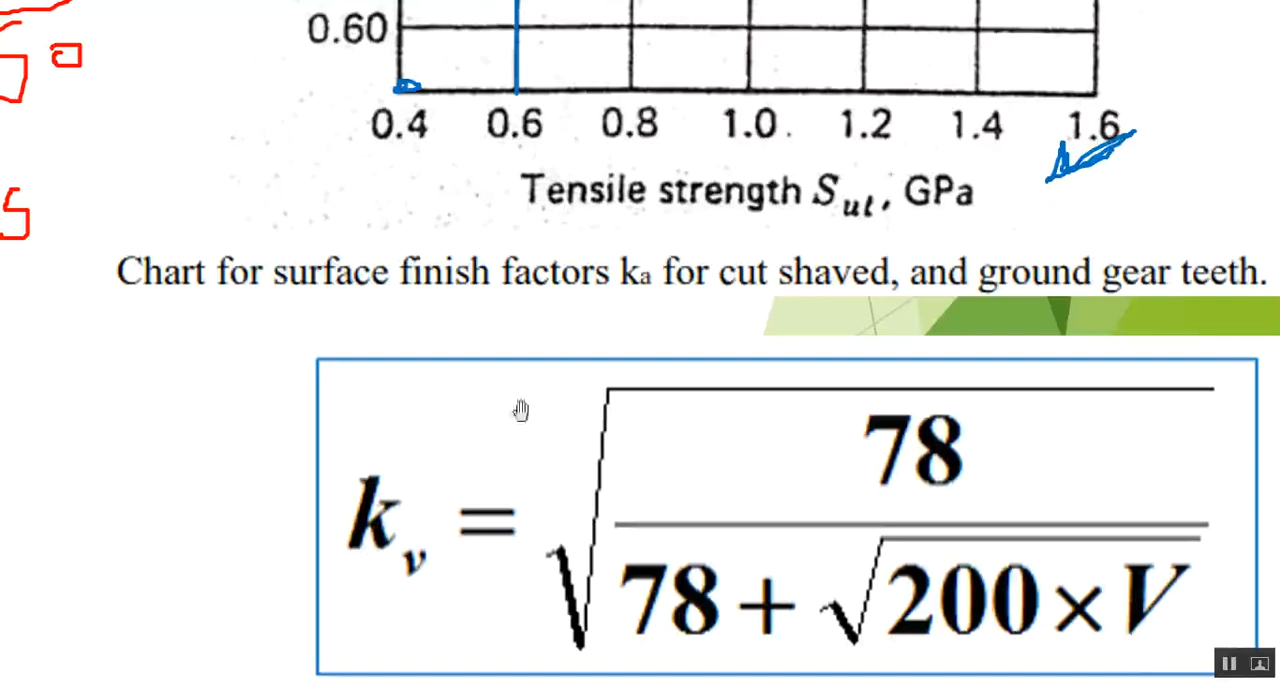 0.60
0.4 0.6 0.8 1.0 1.2 1.4 1.6
Tensile strength Sut, GPa
Chart for surface finish factors ka for cut shaved, and ground gear teeth.
kv = √(78 / (78 + √(200 × V)))